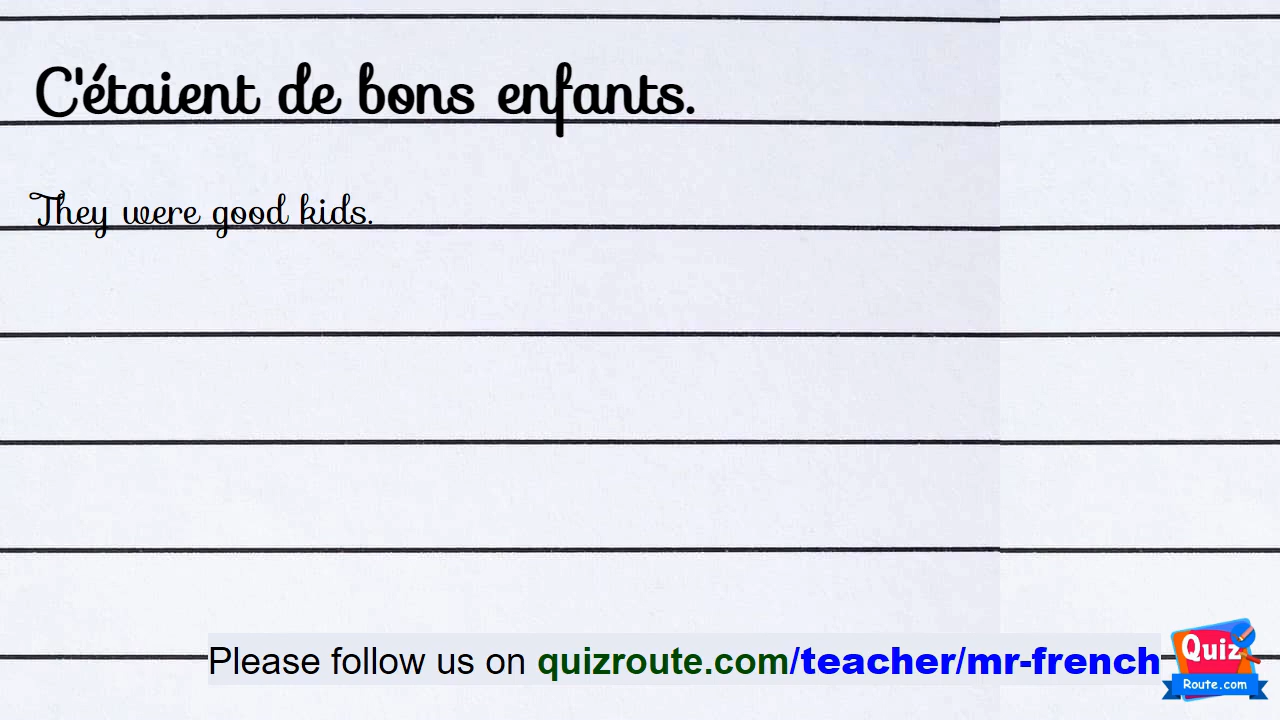 C'étaient de bons enfants.
They were good kids.
Please follow us on quizroute.com/teacher/mr-french
Quiz
Route.com